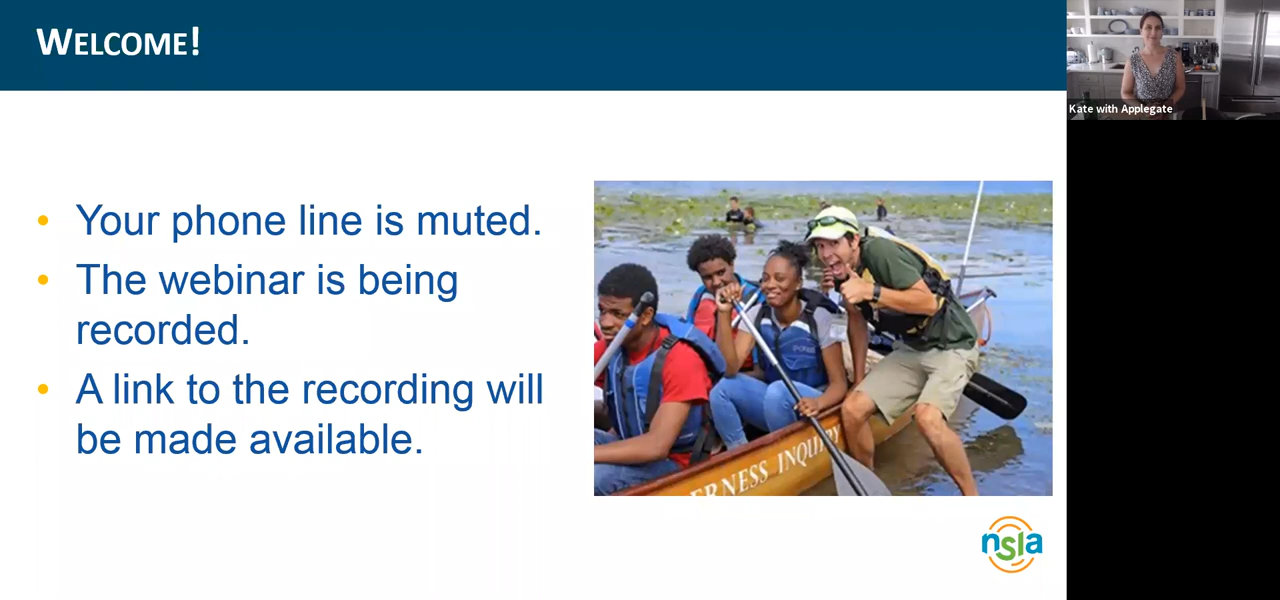 WELCOME!
Kate with Applegate
• Your phone line is muted.
• The webinar is being
recorded.
• A link to the recording will
be made available.
ERNESS INQUIRY
nsla